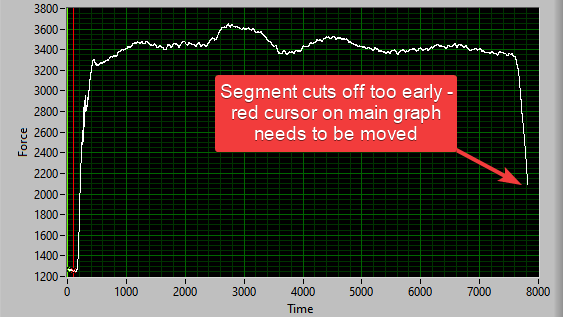 3800
3600
3400
3200
3000
2800
2600
2400
2200
2000
1800
1600
1400
1200
Force
Segment cuts off too early -
red cursor on main graph
needs to be moved
0 1000 2000 3000 4000 5000 6000 7000 8000
Time